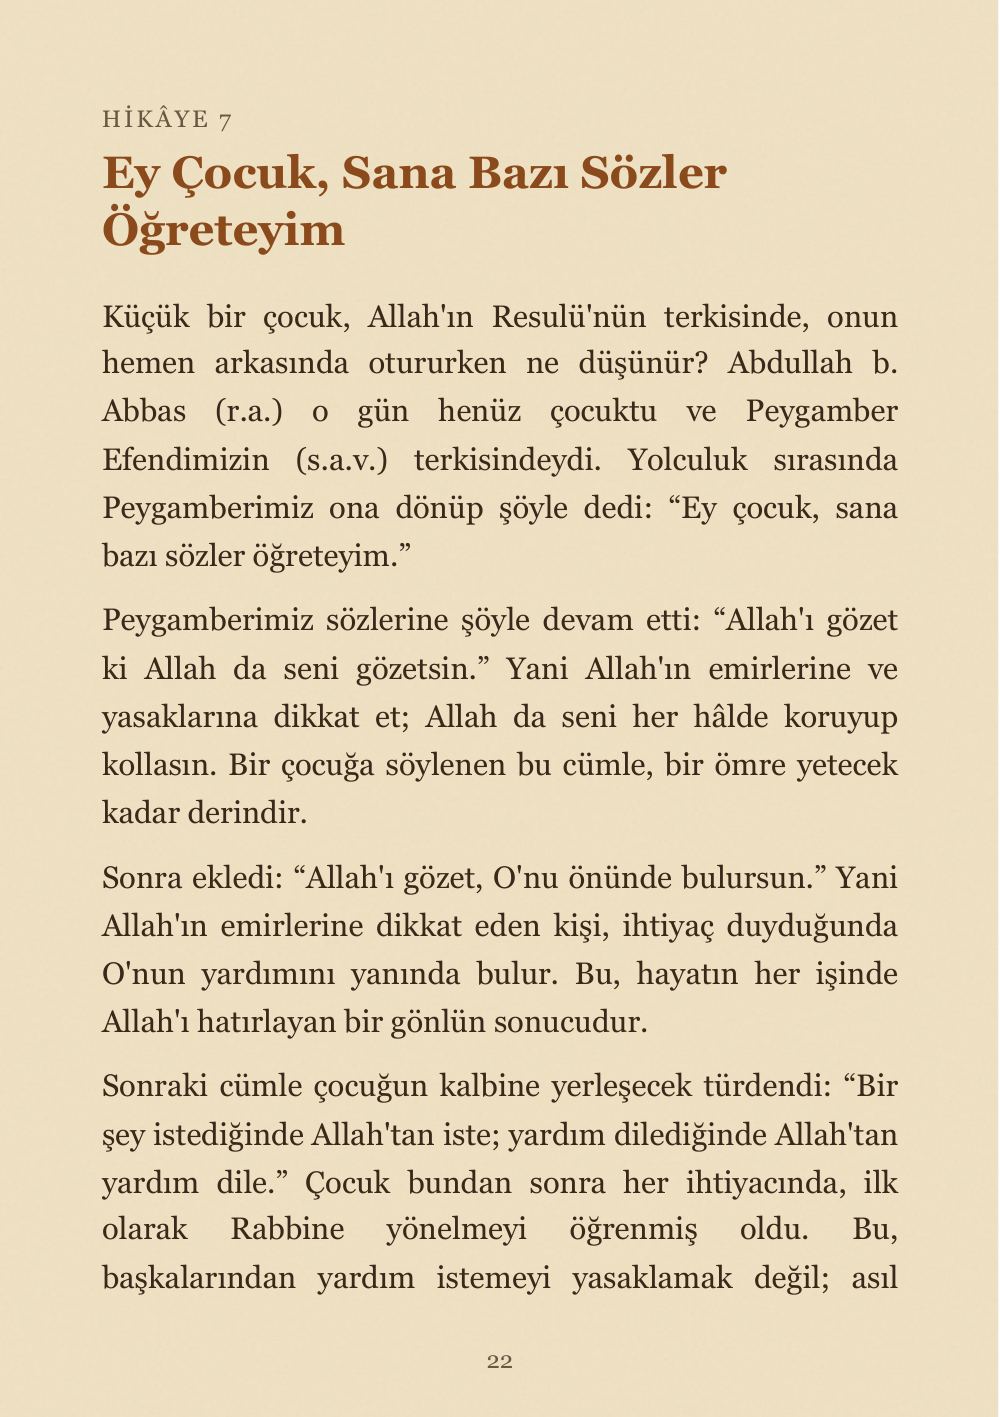 HİKÂYE 7
Ey Çocuk, Sana Bazı Sözler
Öğreteyim
Küçük bir çocuk, Allah'ın Resulü'nün terkisinde, onun
hemen arkasında otururken ne düşünür? Abdullah b.
Abbas (r.a.) o gün henüz çocuktu ve Peygamber
Efendimizin (s.a.v.) terkisindeydi. Yolculuk sırasında
Peygamberimiz ona dönüp şöyle dedi: “Ey çocuk, sana
bazı sözler öğreteyim.”
Peygamberimiz sözlerine şöyle devam etti: “Allah'ı gözet
ki Allah da seni gözetsin.” Yani Allah'ın emirlerine ve
yasaklarına dikkat et; Allah da seni her hâlde koruyup
kollasın. Bir çocuğa söylenen bu cümle, bir ömre yetecek
kadar derindir.
Sonra ekledi: “Allah'ı gözet, O'nu önünde bulursun.” Yani
Allah'ın emirlerine dikkat eden kişi, ihtiyaç duyduğunda
O'nun yardımını yanında bulur. Bu, hayatın her işinde
Allah'ı hatırlayan bir gönlün sonucudur.
Sonraki cümle çocuğun kalbine yerleşecek türdendi: “Bir
şey istediğinde Allah'tan iste; yardım dilediğinde Allah'tan
yardım dile.” Çocuk bundan sonra her ihtiyacında, ilk
olarak Rabbine yönelmeyi öğrenmiş oldu. Bu,
başkalarından yardım istemeyi yasaklamak değil; asıl
22